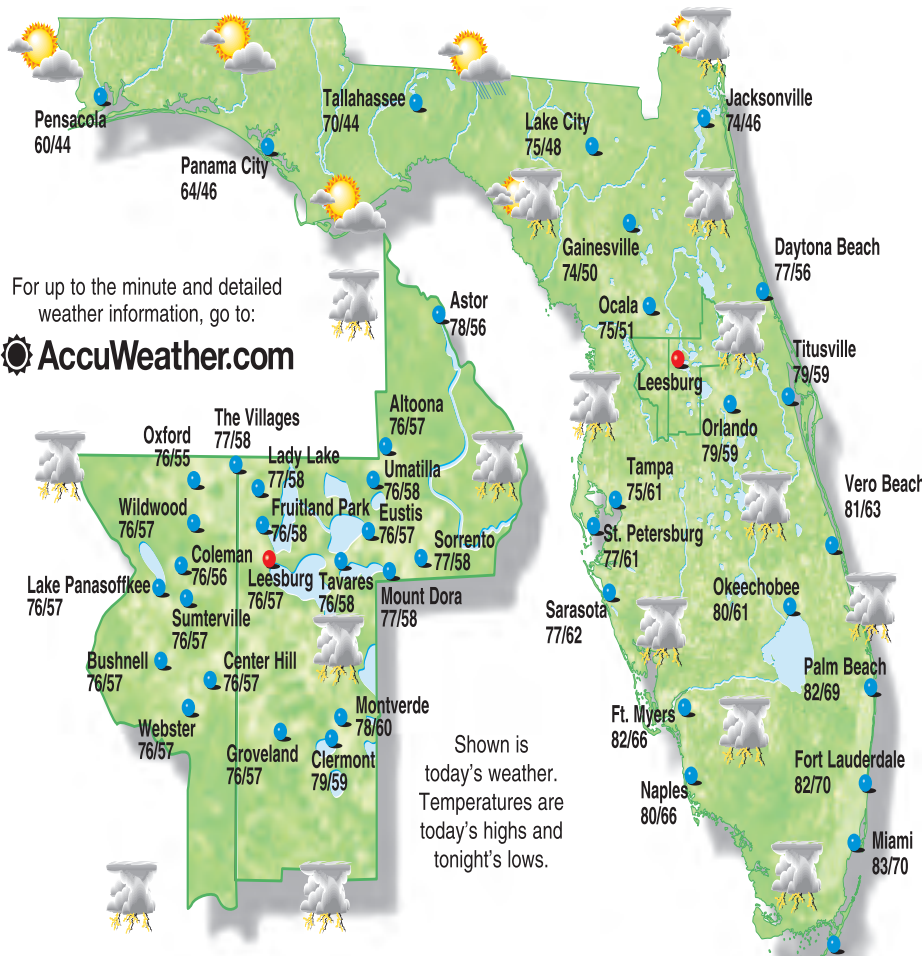 Pensacola
60/44
Panama City
64/46
Tallahassee
70/44
Lake City
75/48
Jacksonville
74/46
Gainesville
74/50
Daytona Beach
77/56
Ocala
75/51
Leesburg
Titusville
79/59
Orlando
79/59
Tampa
75/61
St. Petersburg
77/61
Vero Beach
81/63
Sarasota
77/62
Okeechobee
80/61
Palm Beach
82/69
Ft. Myers
82/66
Fort Lauderdale
82/70
Naples
80/66
Miami
83/70
For up to the minute and detailed
weather information, go to:
AccuWeather.com
Astor
78/56
Altoona
76/57
The Villages
77/58
Oxford
76/55
Lady Lake
77/58
Umatilla
76/58
Wildwood
76/57
Fruitland Park
76/58
Eustis
76/57
Coleman
76/56
Sorrento
77/58
Lake Panasoffkee
76/57
Leesburg
76/57
Tavares
76/58
Mount Dora
77/58
Sumterville
76/57
Bushnell
76/57
Center Hill
76/57
Webster
76/57
Montverde
78/60
Groveland
76/57
Clermont
79/59
Shown is
today's weather.
Temperatures are
today's highs and
tonight's lows.